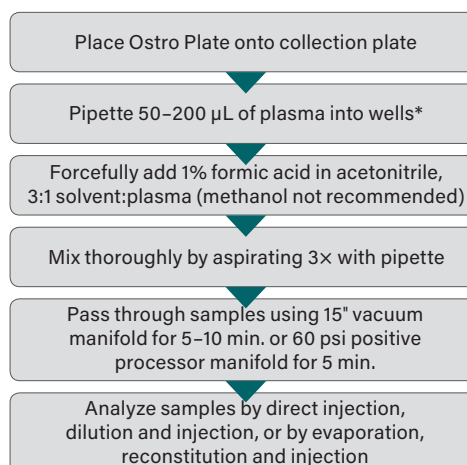 Place Ostro Plate onto collection plate
Pipette 50–200 µL of plasma into wells*
Forcefully add 1% formic acid in acetonitrile,
3:1 solvent:plasma (methanol not recommended)
Mix thoroughly by aspirating 3× with pipette
Pass through samples using 15" vacuum
manifold for 5–10 min. or 60 psi positive
processor manifold for 5 min.
Analyze samples by direct injection,
dilution and injection, or by evaporation,
reconstitution and injection